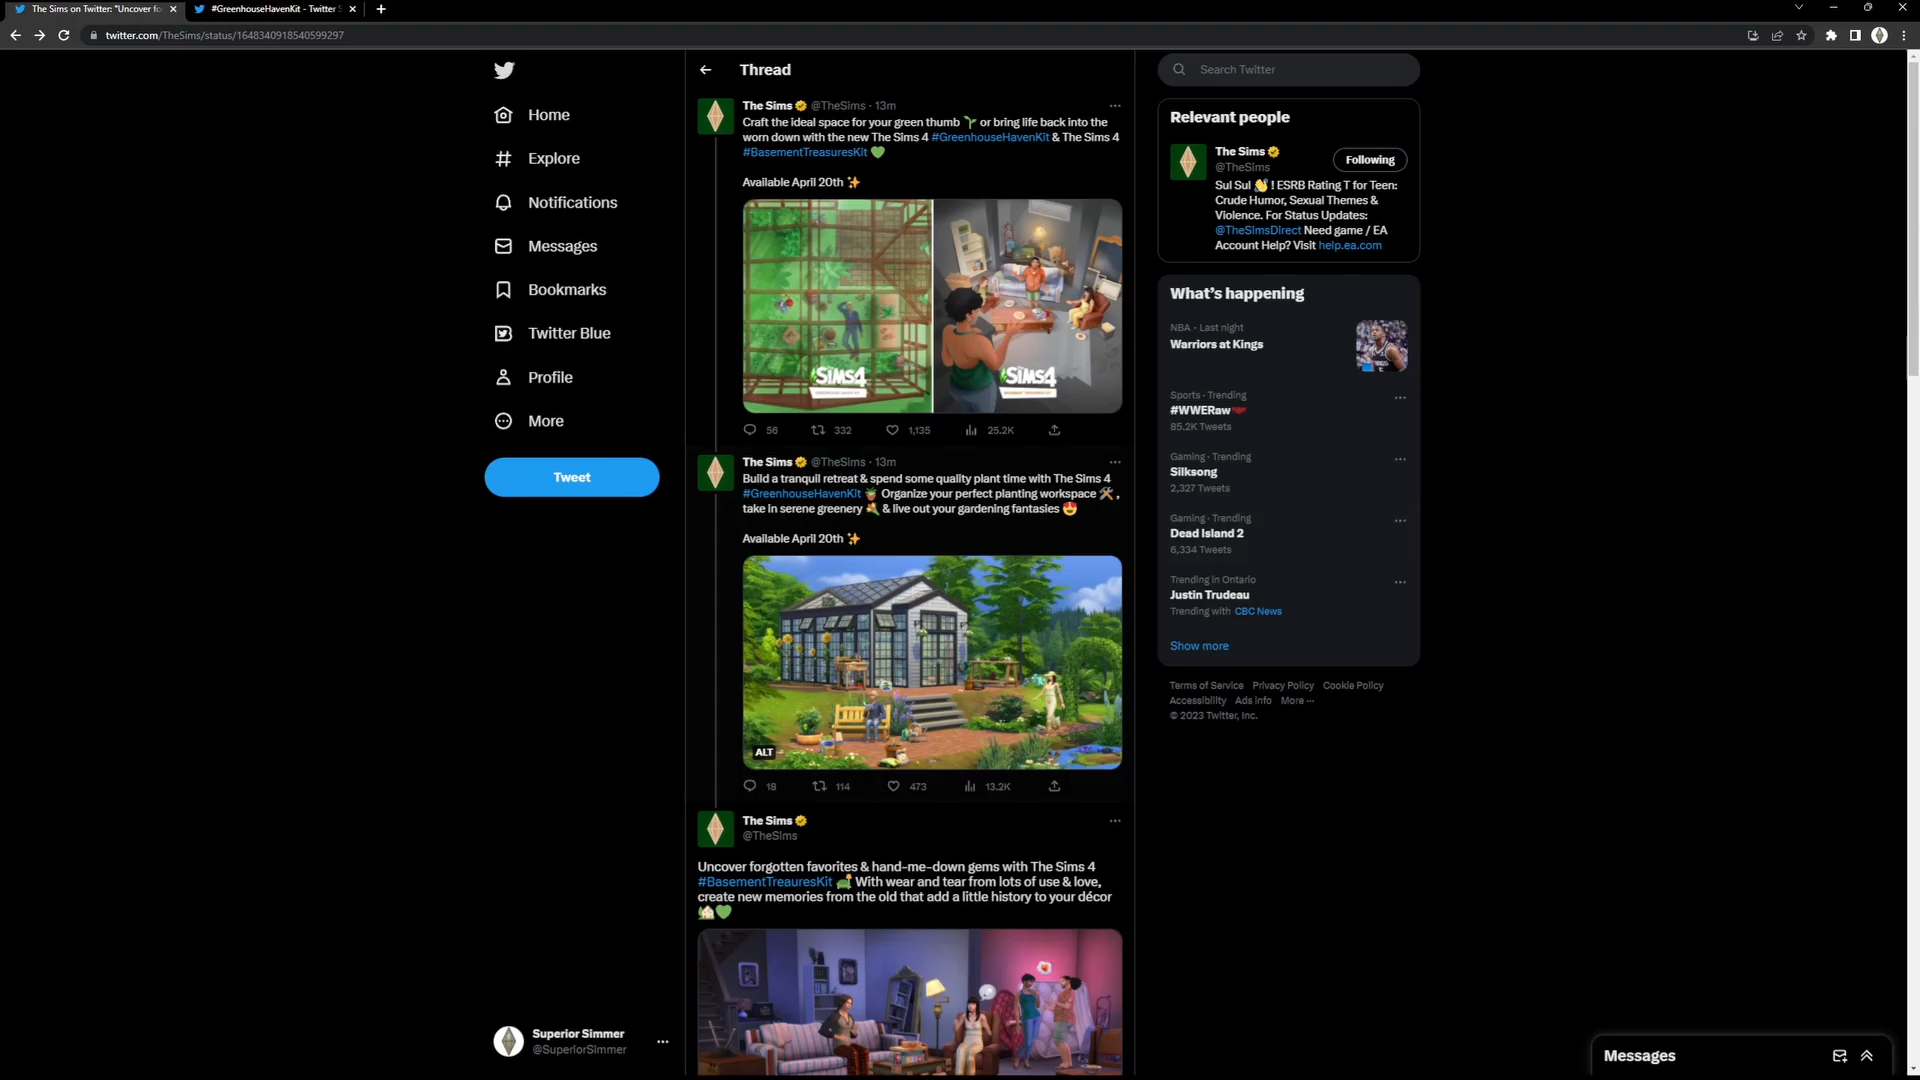 The Sims on Twitter: "Uncover fo
#GreenhouseHavenKit - Twitter S
twitter.com/TheSims/status/1648340918540599297
Home
Explore
Notifications
Messages
Bookmarks
Twitter Blue
Profile
More
Tweet
Superior Simmer
@SuperiorSimmer
Thread
The Sims @TheSims · 13m
Craft the ideal space for your green thumb 🌱 or bring life back into the
worn down with the new The Sims 4 #GreenhouseHavenKit & The Sims 4
#BasementTreasuresKit 💚
Available April 20th ✨
THE SIMS 4
THE SIMS 4
56 332 1,135 25.2K
The Sims @TheSims · 13m
Build a tranquil retreat & spend some quality plant time with The Sims 4
#GreenhouseHavenKit 🪴 Organize your perfect planting workspace 🛠️,
take in serene greenery 🌾 & live out your gardening fantasies 😍
Available April 20th ✨
ALT
18 114 473 13.2K
The Sims
@TheSims
Uncover forgotten favorites & hand-me-down gems with The Sims 4
#BasementTreauresKit 🛋️ With wear and tear from lots of use & love,
create new memories from the old that add a little history to your décor
🏡💚
Search Twitter
Relevant people
The Sims
@TheSims
Following
Sul Sul 👋 ! ESRB Rating T for Teen:
Crude Humor, Sexual Themes &
Violence. For Status Updates:
@TheSimsDirect Need game / EA
Account Help? Visit help.ea.com
What's happening
NBA · Last night
Warriors at Kings
Sports · Trending
#WWERaw
85.2K Tweets
Gaming · Trending
Silksong
2,327 Tweets
Gaming · Trending
Dead Island 2
6,334 Tweets
Trending in Ontario
Justin Trudeau
Trending with CBC News
Show more
Terms of Service Privacy Policy Cookie Policy
Accessibility Ads info More ···
© 2023 Twitter, Inc.
Messages